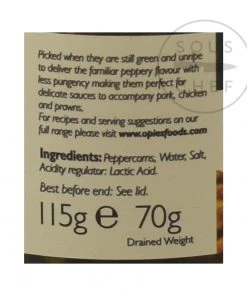 SOUS
CHEF
Picked when they are still green and unripe
to deliver the familiar peppery flavour with
less pungency making them perfect for
delicate sauces to accompany pork, chicken
and prawns.
For recipes and serving suggestions on our
full range please visit www.opiesfoods.com
Ingredients: Peppercorns, Water, Salt,
Acidity regulator: Lactic Acid.
Best before end: See lid.
115g e 70g
Drained Weight